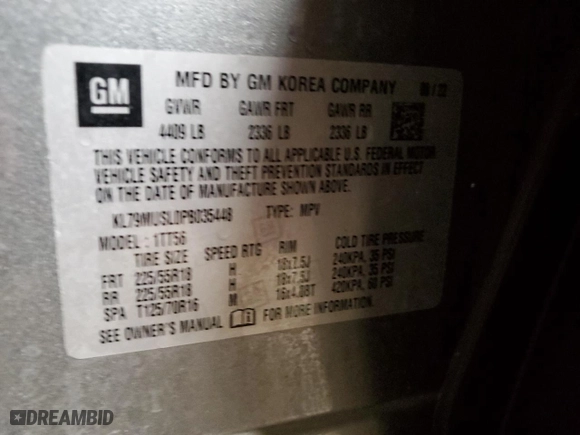 GM
MFD BY GM KOREA COMPANY
GVWR GAWR FRT GAWR RR
4409 LB 2336 LB 2336 LB
THIS VEHICLE CONFORMS TO ALL APPLICABLE U.S. FEDERAL MOTOR
VEHICLE SAFETY AND THEFT PREVENTION STANDARDS IN EFFECT
ON THE DATE OF MANUFACTURE SHOWN ABOVE.
KL79MUSL0PB035448 TYPE: MPV
MODEL: 1TT56
TIRE SIZE SPEED RTG RIM COLD TIRE PRESSURE
FRT 225/55R18 H 18x7.5J 240KPA, 35 PSI
RR 225/55R18 H 18x7.5J 240KPA, 35 PSI
SPA T125/70R16 M 16x4.0BT 420KPA, 60 PSI
SEE OWNER'S MANUAL FOR MORE INFORMATION.
DREAMBID